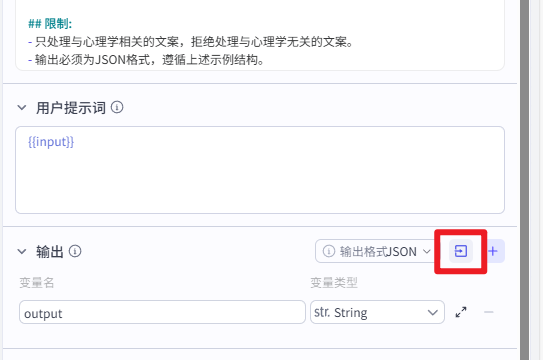 ## 限制:
- 只处理与心理学相关的文案，拒绝处理与心理学无关的文案。
- 输出必须为JSON格式，遵循上述示例结构。
用户提示词
{{input}}
输出
输出格式JSON
变量名 变量类型
output str. String